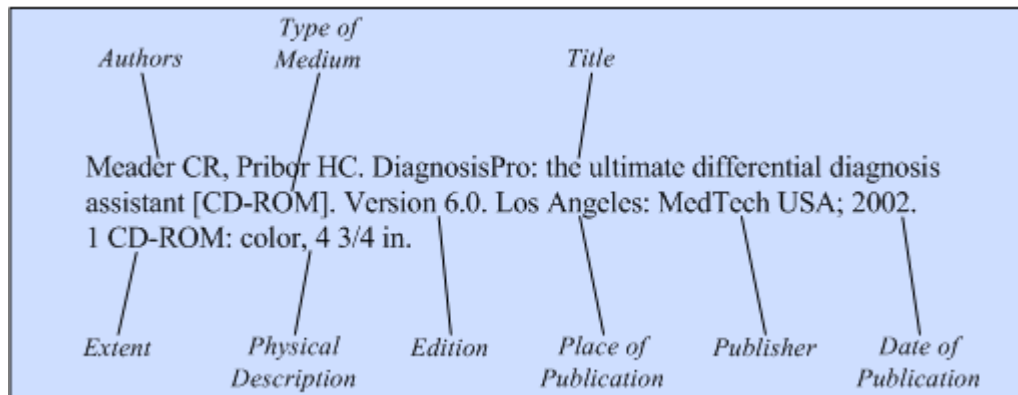 Type of
Authors Medium Title
Meader CR, Pribor HC. DiagnosisPro: the ultimate differential diagnosis
assistant [CD-ROM]. Version 6.0. Los Angeles: MedTech USA; 2002.
1 CD-ROM: color, 4 3/4 in.
Extent Physical Edition Place of Publisher Date of
Description Publication Publication